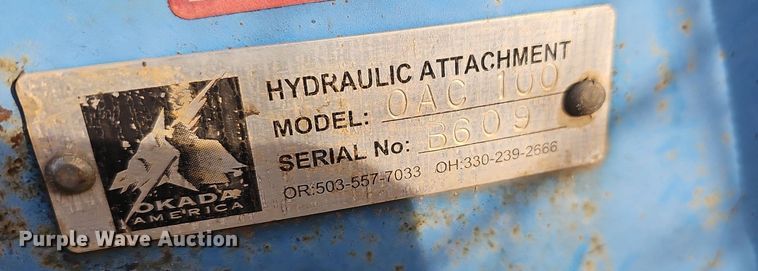 HYDRAULIC ATTACHMENT
MODEL: OAC 100
SERIAL No: B609
OR:503-557-7033 OH:330-239-2666
OKADA
AMERICA
Purple Wave Auction